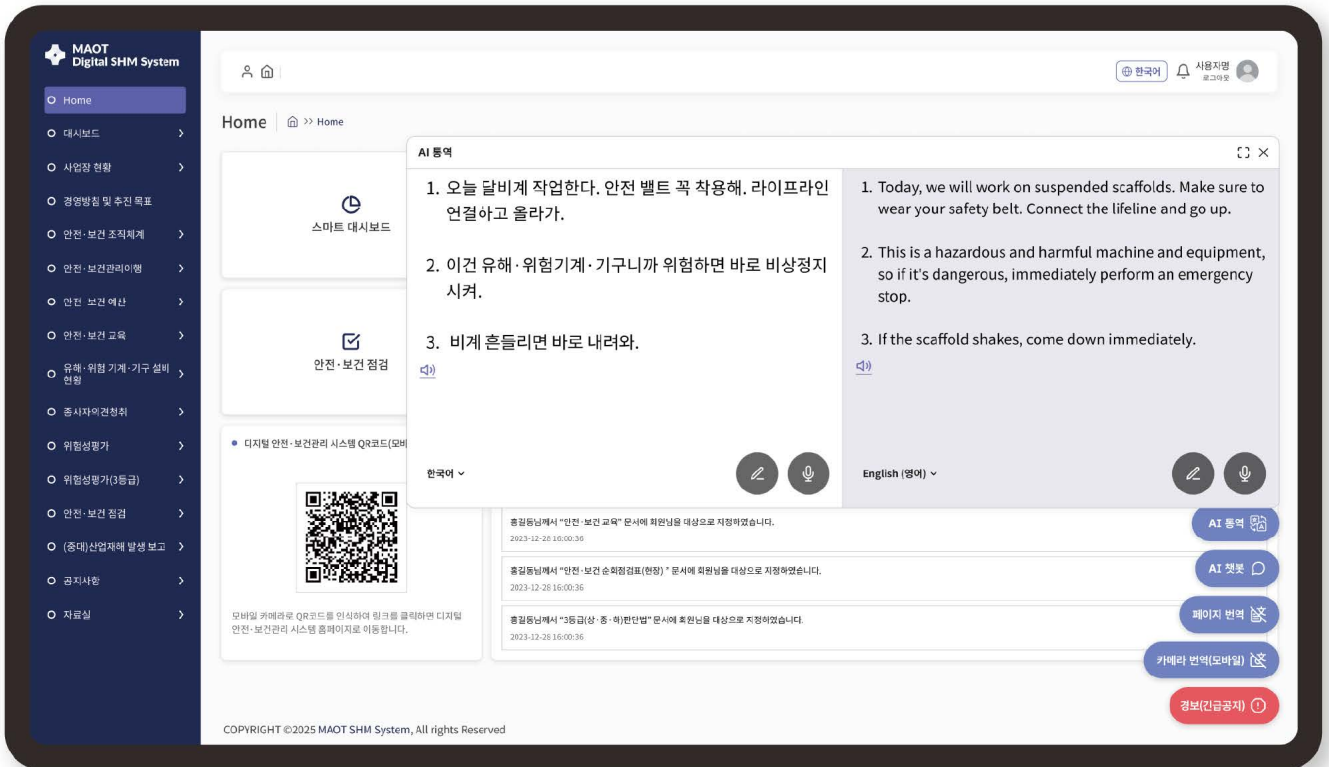 MAOT
Digital SHM System
Home
대시보드
사업장 현황
경영방침 및 추진 목표
안전·보건 조직체계
안전·보건관리이행
안전·보건 예산
안전·보건 교육
유해·위험 기계·기구 설비
현황
종사자의견청취
위험성평가
위험성평가(3등급)
안전·보건 점검
(중대)산업재해 발생 보고
공지사항
자료실
한국어
사용자명
로그아웃
Home
>> Home
스마트 대시보드
안전·보건 점검
AI 통역
1. 오늘 달비계 작업한다. 안전 밸트 꼭 착용해. 라이프라인
연결하고 올라가.
2. 이건 유해·위험기계·기구니까 위험하면 바로 비상정지
시켜.
3. 비계 흔들리면 바로 내려와.
한국어
1. Today, we will work on suspended scaffolds. Make sure to
wear your safety belt. Connect the lifeline and go up.
2. This is a hazardous and harmful machine and equipment,
so if it's dangerous, immediately perform an emergency
stop.
3. If the scaffold shakes, come down immediately.
English (영어)
디지털 안전·보건관리 시스템 QR코드(모바
모바일 카메라로 QR코드를 인식하여 링크를 클릭하면 디지털
안전·보건관리 시스템 홈페이지로 이동합니다.
홍길동님께서 “안전·보건 교육” 문서에 회원님을 대상으로 지정하였습니다.
2023-12-28 16:00:36
홍길동님께서 “안전·보건 순회점검표(현장) ” 문서에 회원님을 대상으로 지정하였습니다.
2023-12-28 16:00:36
홍길동님께서 “3등급(상·중·하)판단법” 문서에 회원님을 대상으로 지정하였습니다.
2023-12-28 16:00:36
AI 통역
AI 챗봇
페이지 번역
카메라 번역(모바일)
경보(긴급공지)
COPYRIGHT ©2025 MAOT SHM System, All rights Reserved